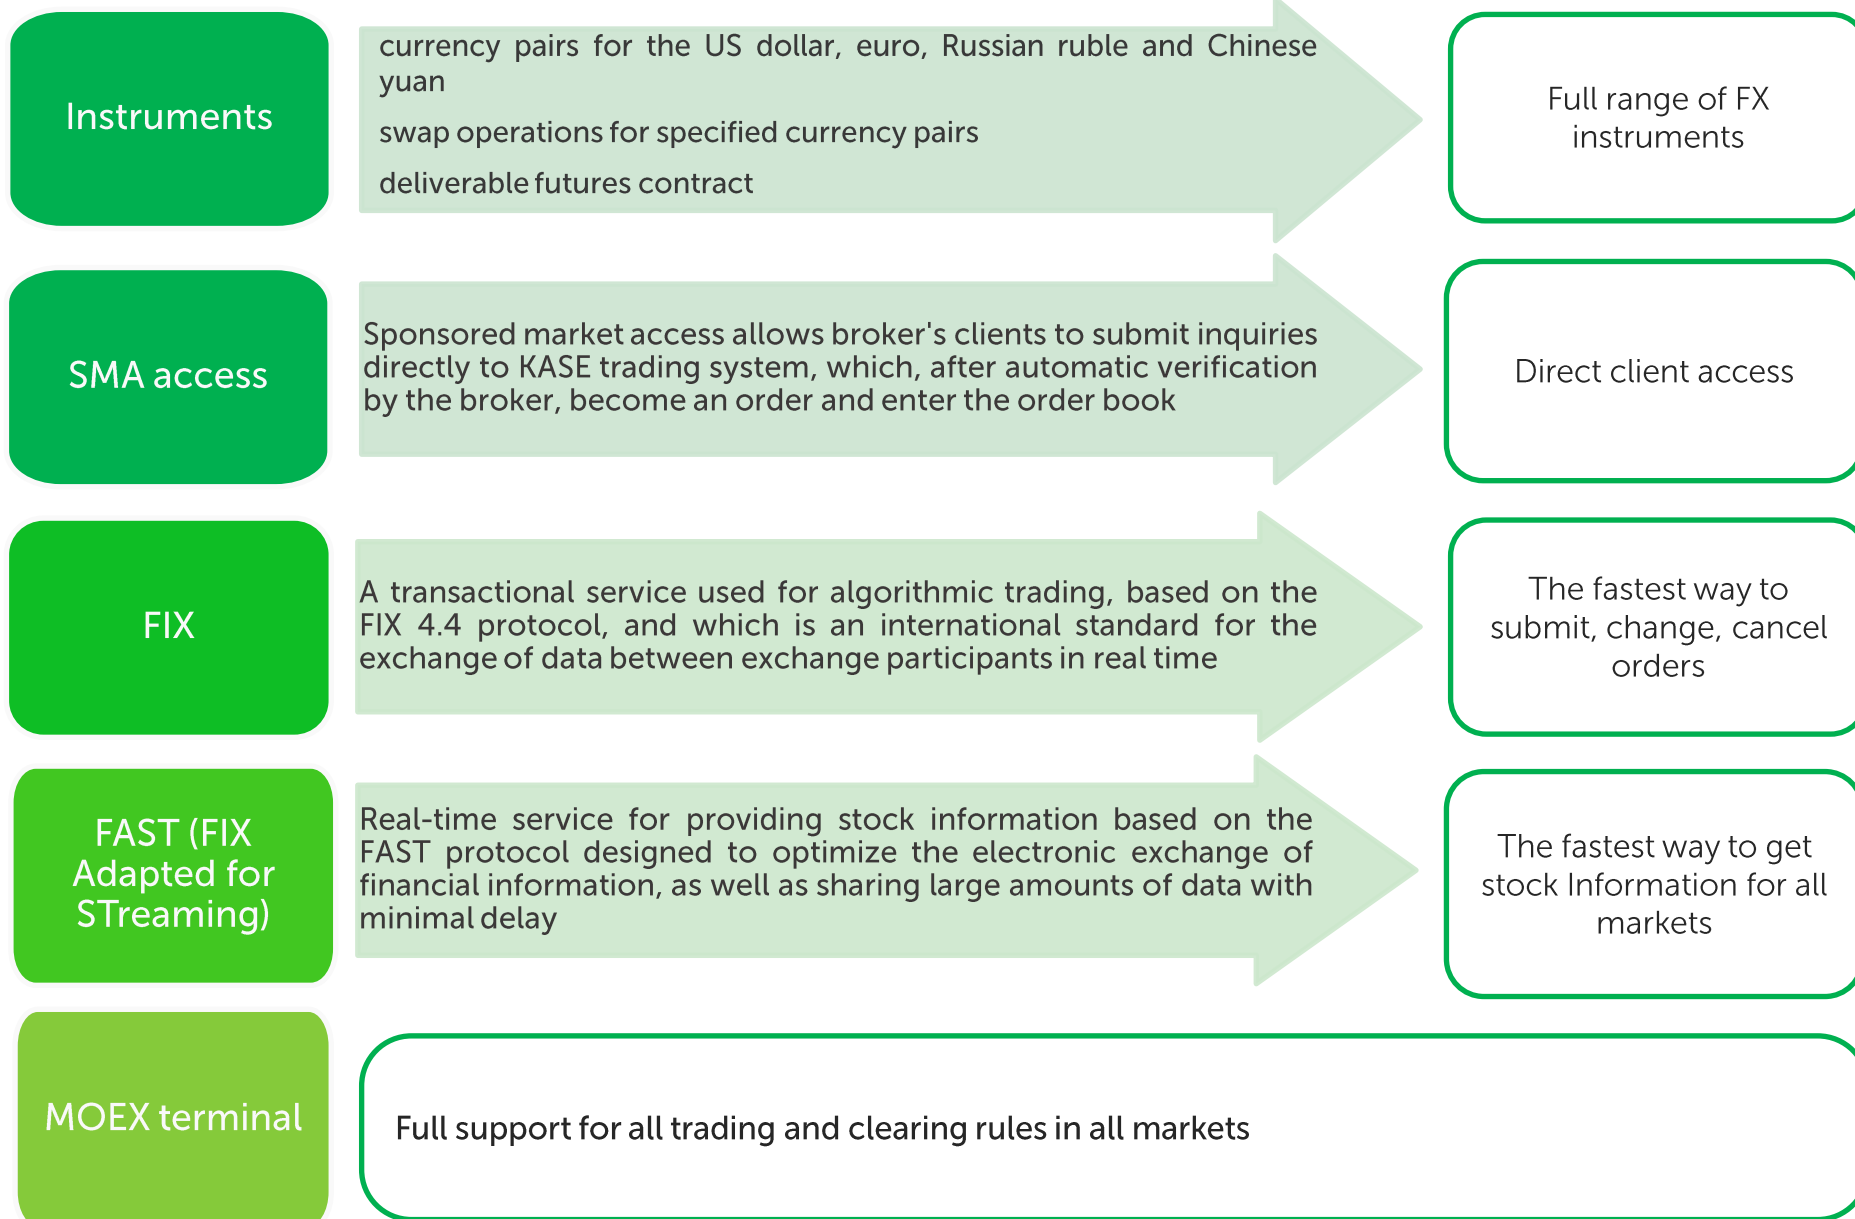 Instruments
currency pairs for the US dollar, euro, Russian ruble and Chinese
yuan
swap operations for specified currency pairs
deliverable futures contract
Full range of FX
instruments
SMA access
Sponsored market access allows broker's clients to submit inquiries
directly to KASE trading system, which, after automatic verification
by the broker, become an order and enter the order book
Direct client access
FIX
A transactional service used for algorithmic trading, based on the
FIX 4.4 protocol, and which is an international standard for the
exchange of data between exchange participants in real time
The fastest way to
submit, change, cancel
orders
FAST (FIX
Adapted for
STreaming)
Real-time service for providing stock information based on the
FAST protocol designed to optimize the electronic exchange of
financial information, as well as sharing large amounts of data with
minimal delay
The fastest way to get
stock Information for all
markets
MOEX terminal
Full support for all trading and clearing rules in all markets